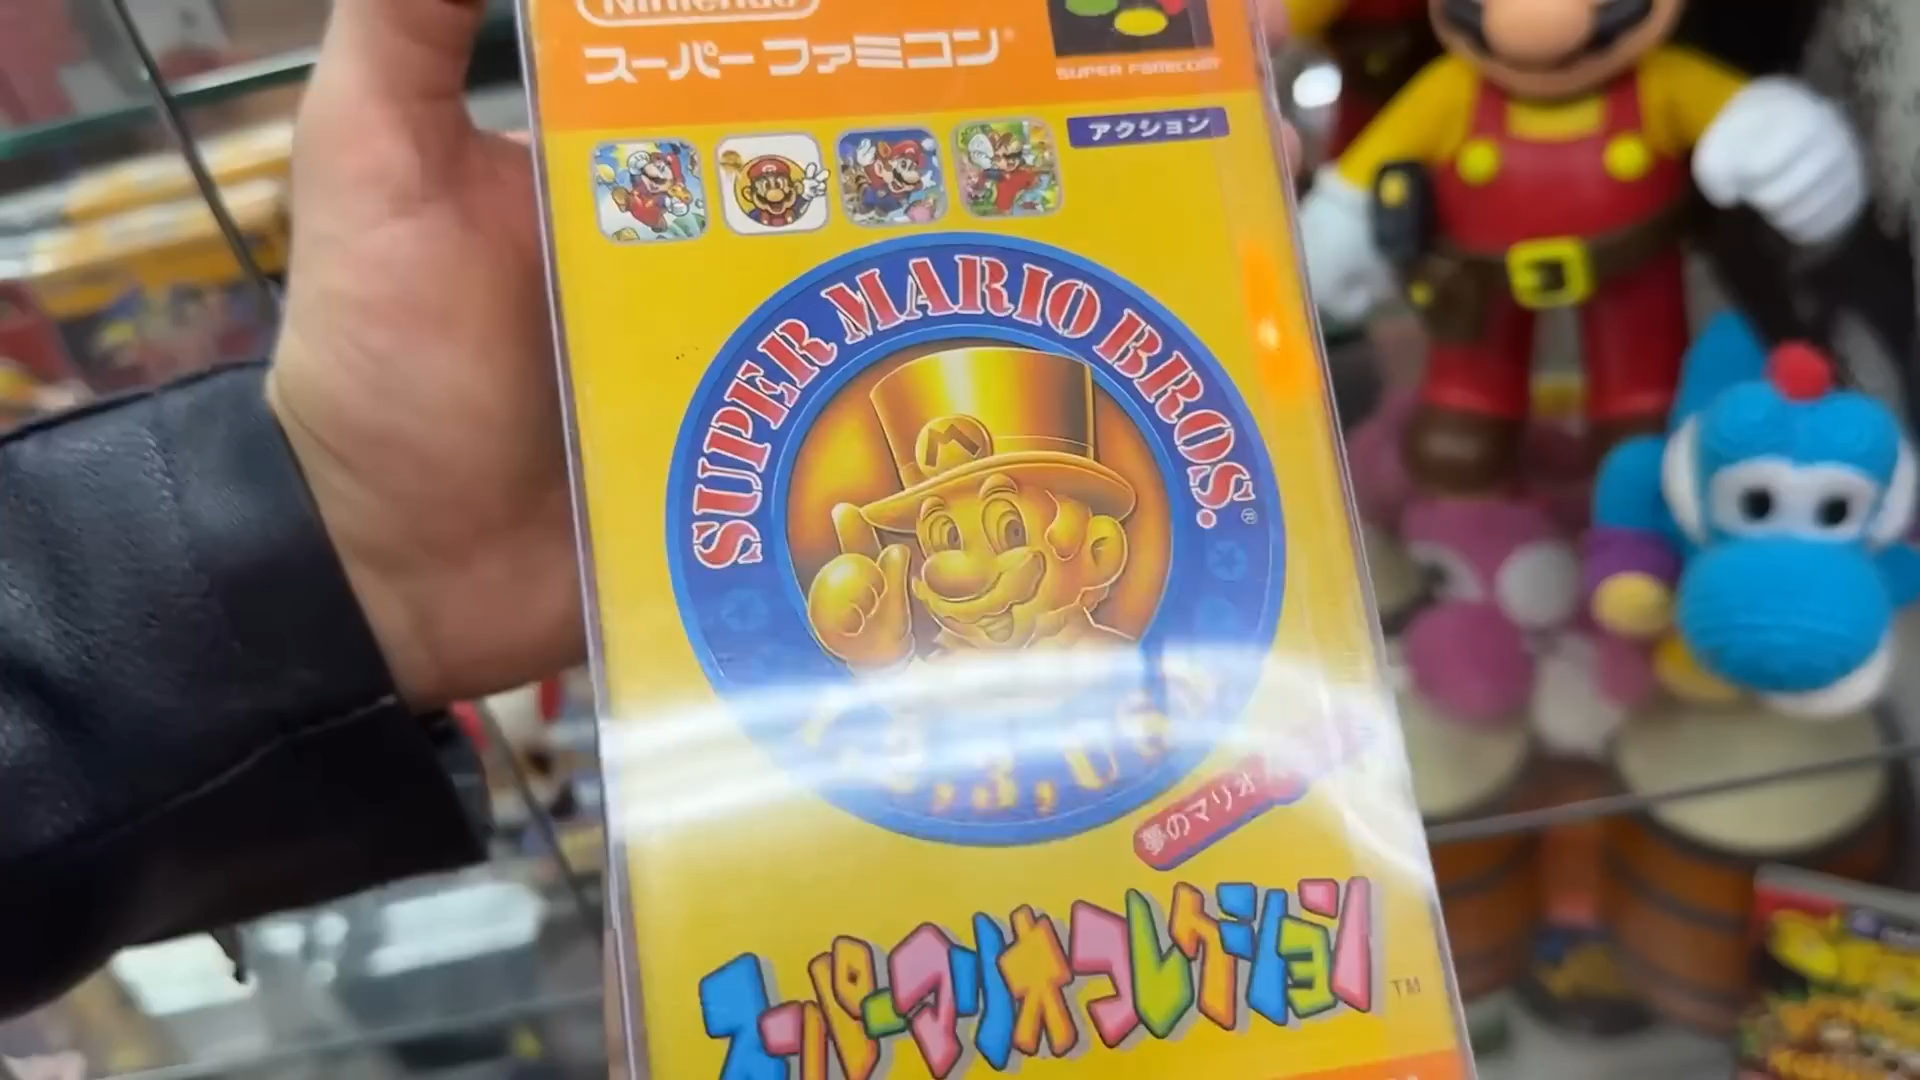 Nintendo
スーパーファミコン
SUPER FAMICOM
アクション
SUPER MARIO BROS.
夢のマリオ
スーパーマリオコレクション
TM